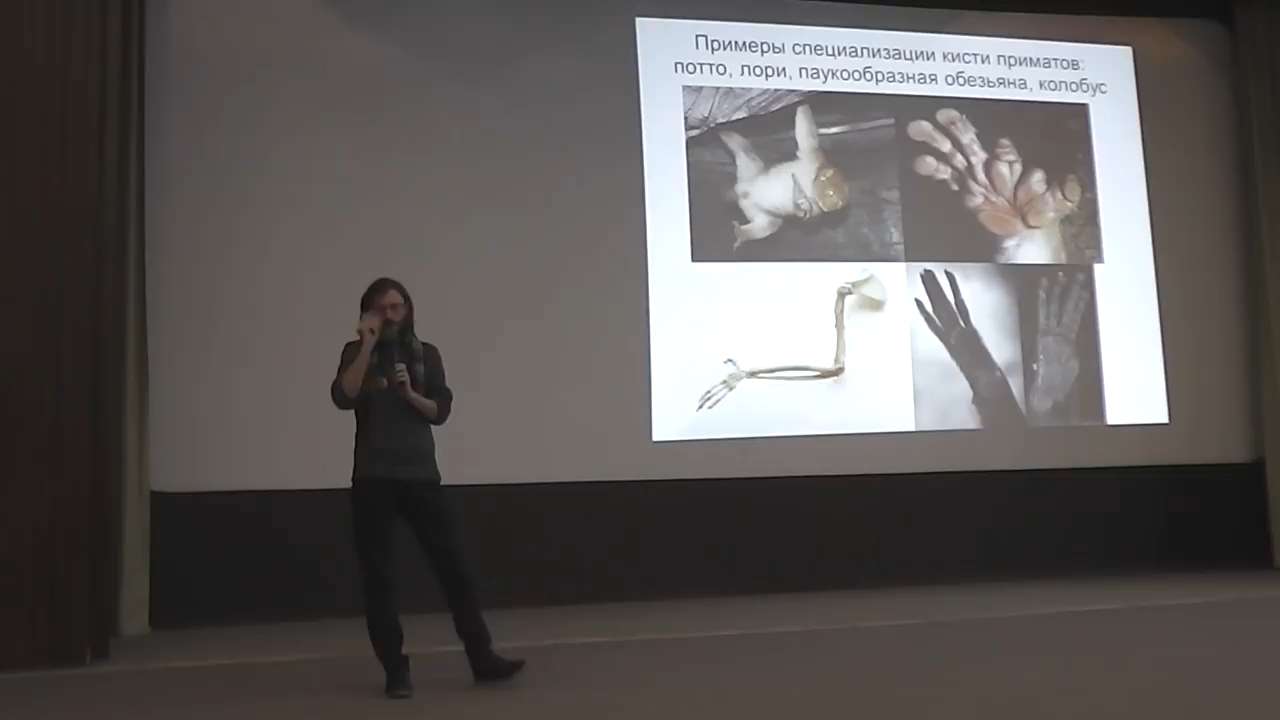 Примеры специализации кисти приматов:
потто, лори, паукообразная обезьяна, колобус